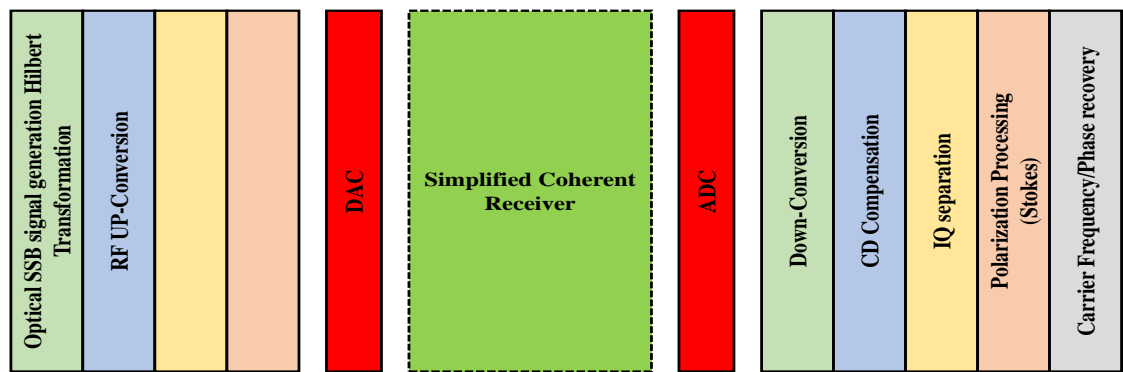 Optical SSB signal generation Hilbert
Transformation
RF UP-Conversion
DAC
Simplified Coherent
Receiver
ADC
Down-Conversion
CD Compensation
IQ separation
Polarization Processing
(Stokes)
Carrier Frequency/Phase recovery